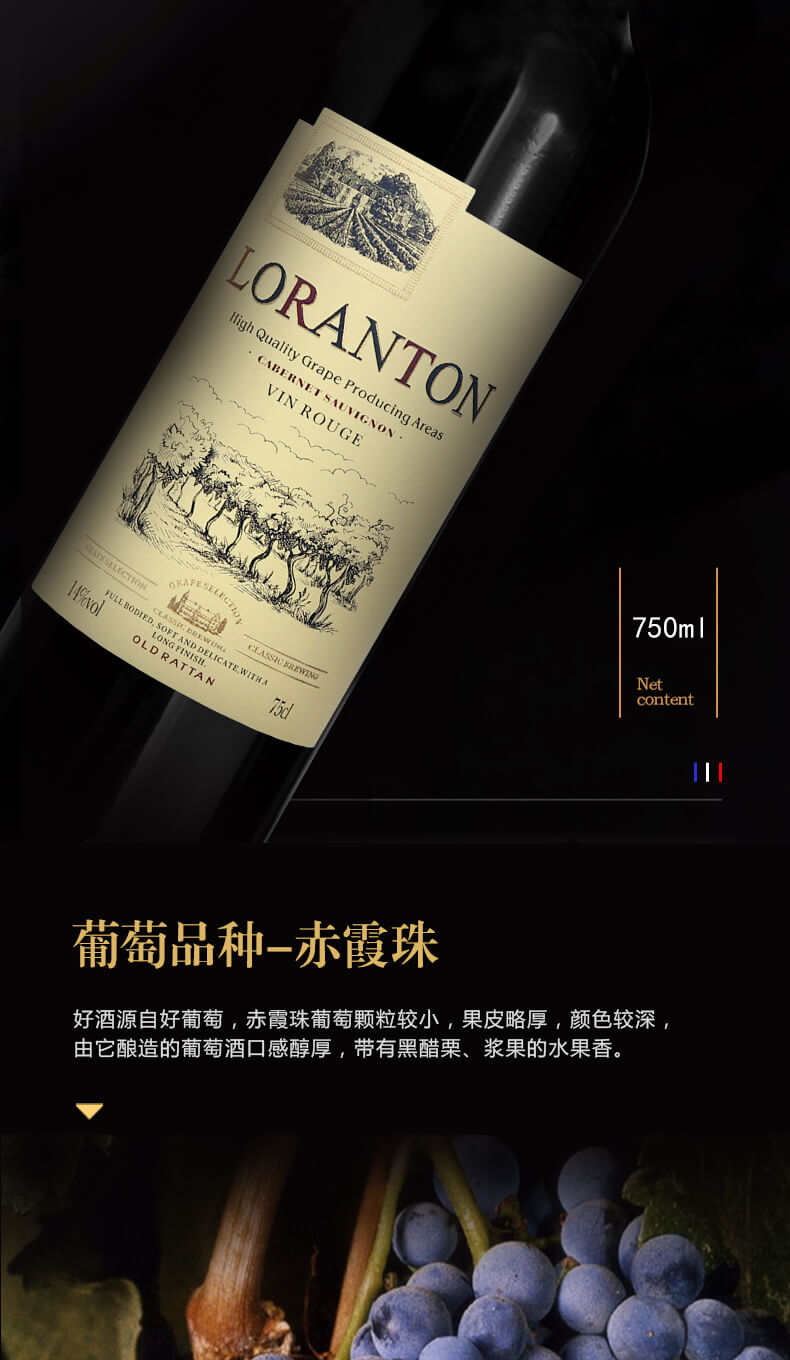 LORANTON
High Quality Grape Producing Areas
· CABERNET SAUVIGNON ·
VIN ROUGE
GRAPE SELECTION
GRAPE SELECTION
CLASSIC BREWING
CLASSIC BREWING
14%vol
FULL BODIED, SOFT AND DELICATE, WITH A
LONG FINISH.
OLD RATTAN
75cl
750ml
Net
content
葡萄品种–赤霞珠
好酒源自好葡萄，赤霞珠葡萄颗粒较小，果皮略厚，颜色较深，
由它酿造的葡萄酒口感醇厚，带有黑醋栗、浆果的水果香。